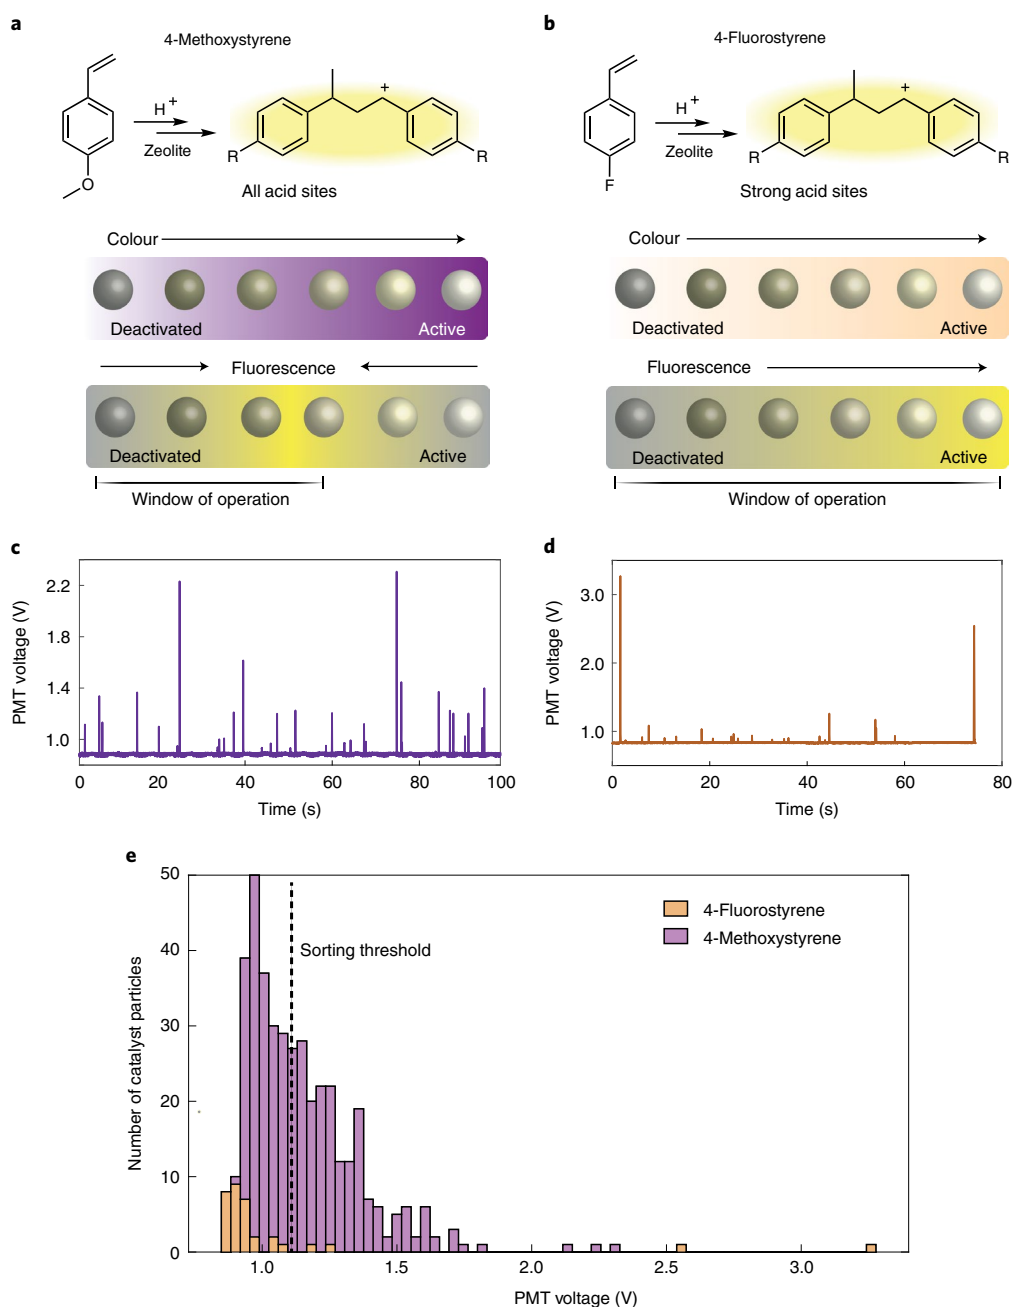 a
4-Methoxystyrene
H+
Zeolite
+
R
R
O
All acid sites
Colour
Deactivated
Active
Fluorescence
Deactivated
Active
Window of operation
b
4-Fluorostyrene
H+
Zeolite
+
R
R
F
Strong acid sites
Colour
Deactivated
Active
Fluorescence
Deactivated
Active
Window of operation
c
PMT voltage (V)
2.2
1.8
1.4
1.0
0 20 40 60 80 100
Time (s)
d
PMT voltage (V)
3.0
2.0
1.0
0 20 40 60 80
Time (s)
e
Number of catalyst particles
50
40
30
20
10
0
Sorting threshold
4-Fluorostyrene
4-Methoxystyrene
1.0 1.5 2.0 2.5 3.0
PMT voltage (V)